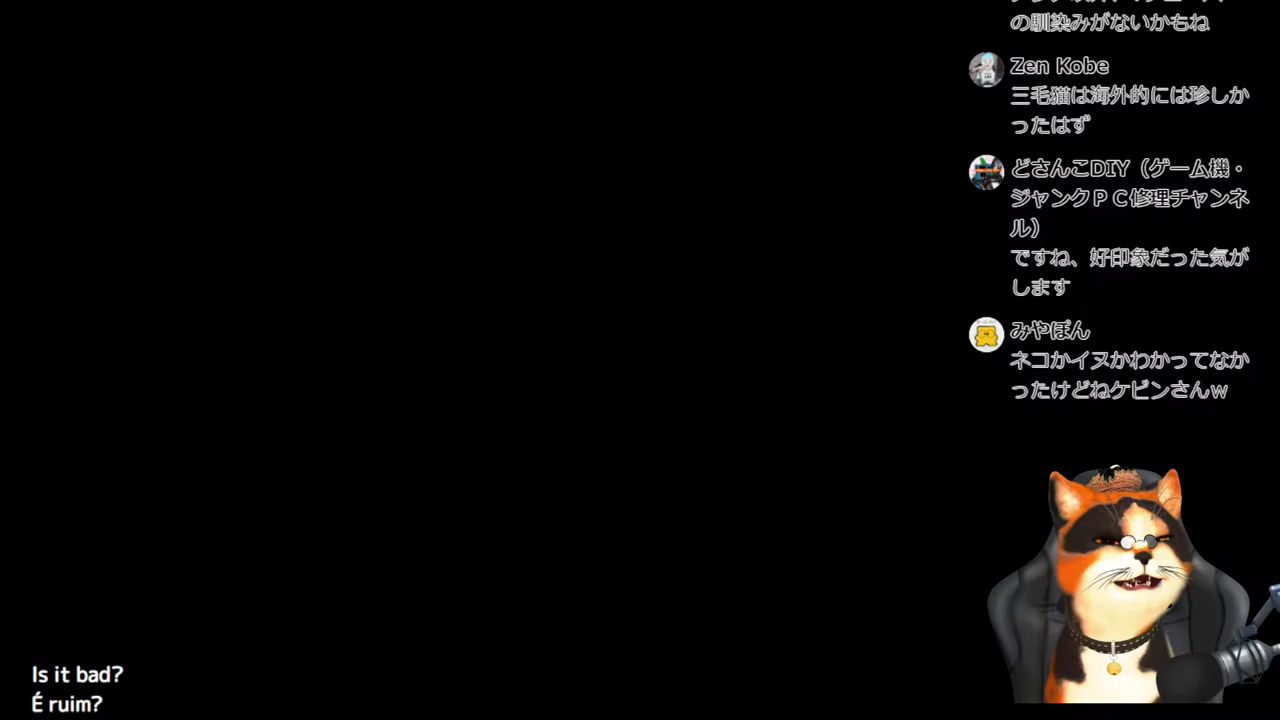 の馴染みがないかもね
Zen Kobe
三毛猫は海外的には珍しか
ったはず
どさんこDIY（ゲーム機・
ジャンクＰＣ修理チャンネ
ル）
ですね、好印象だった気が
します
みやぽん
ネコかイヌかわかってなか
ったけどねケビンさんｗ
Is it bad?
É ruim?